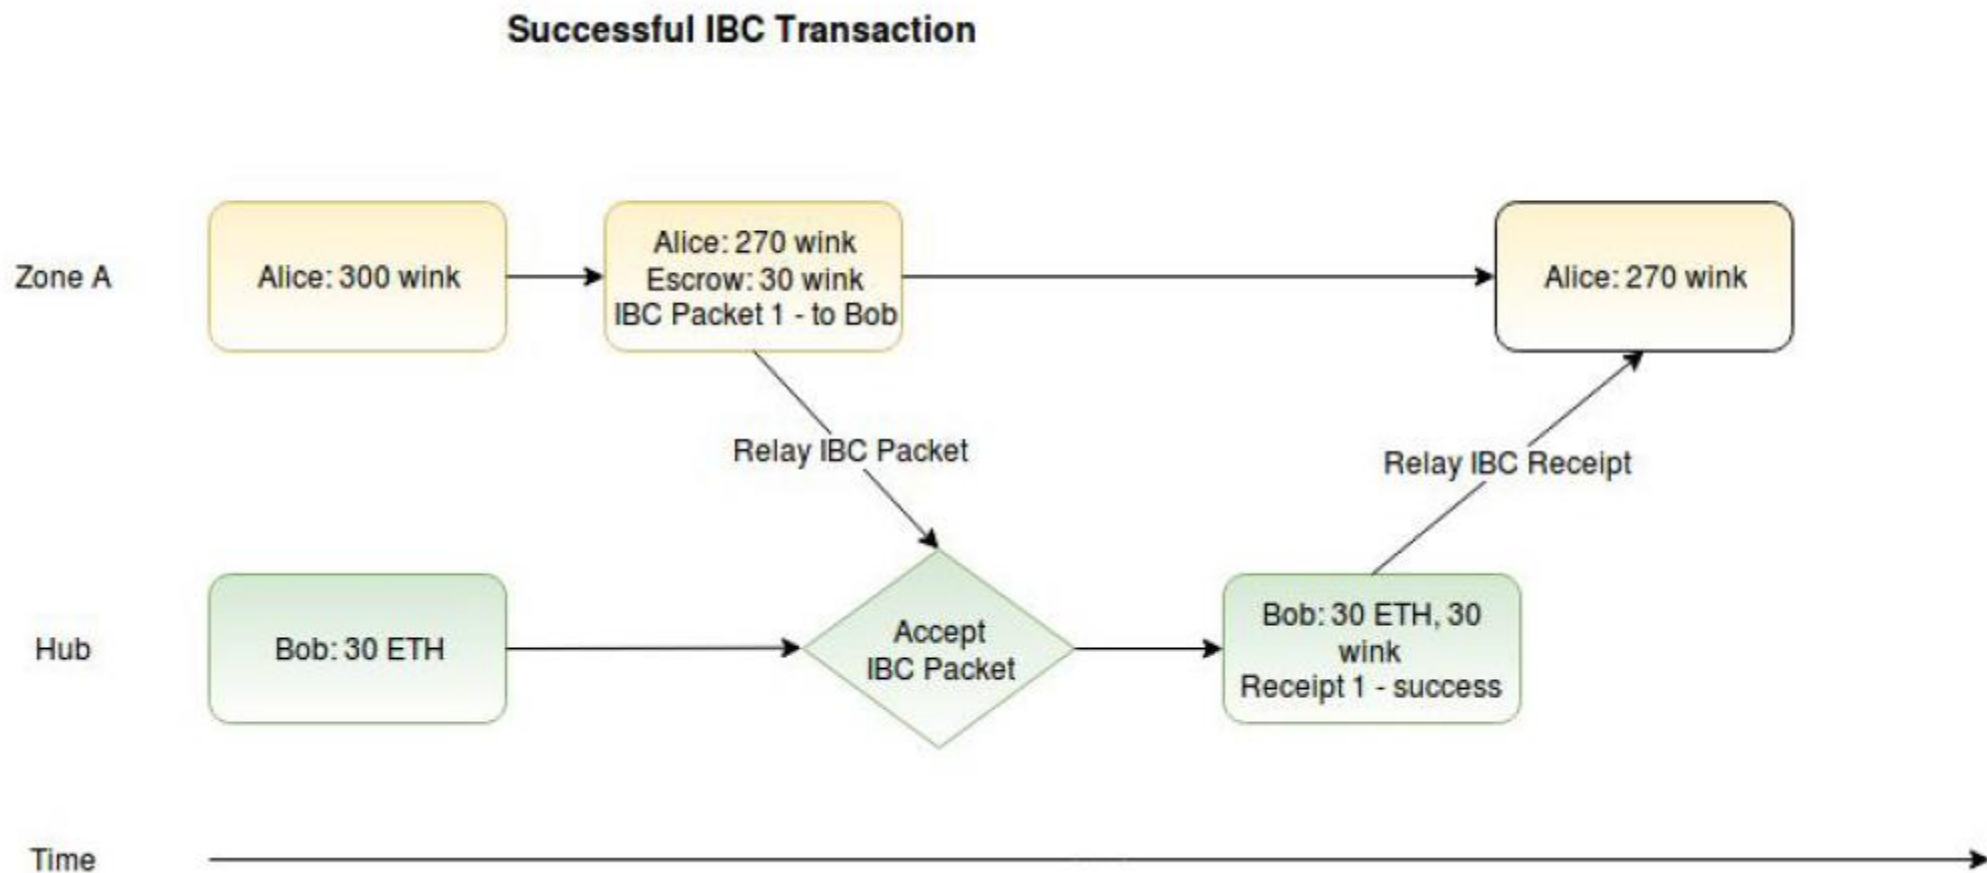 Successful IBC Transaction
Zone A
Alice: 300 wink
Alice: 270 wink
Escrow: 30 wink
IBC Packet 1 - to Bob
Alice: 270 wink
Relay IBC Packet
Relay IBC Receipt
Hub
Bob: 30 ETH
Accept
IBC Packet
Bob: 30 ETH, 30
wink
Receipt 1 - success
Time